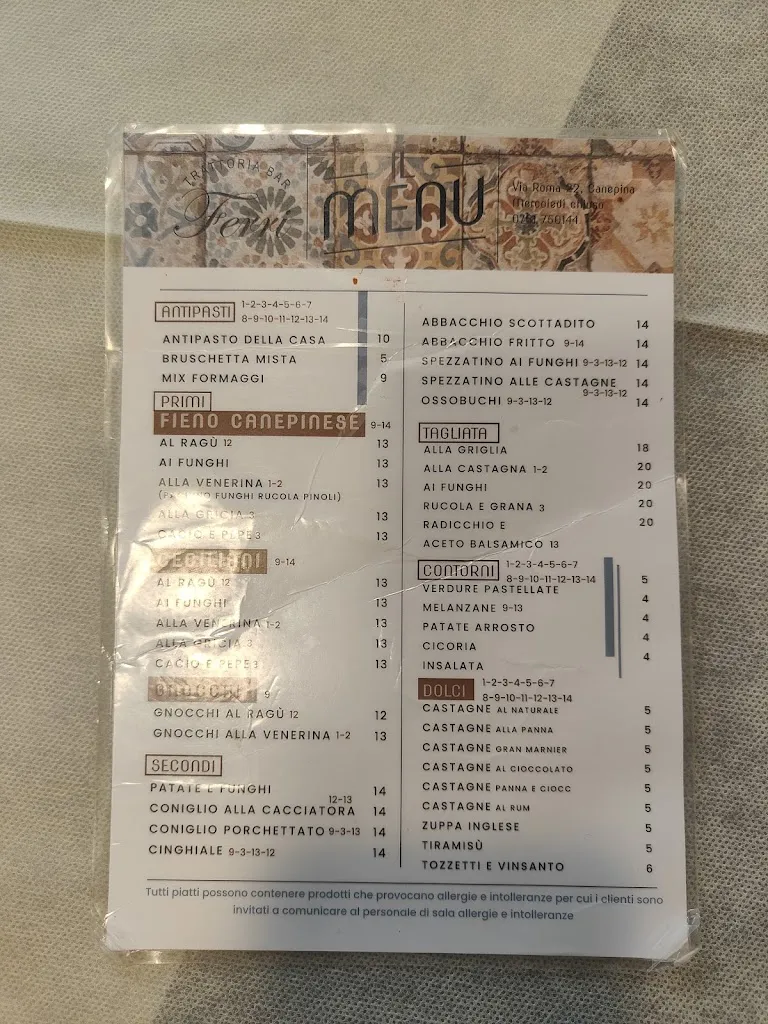 TRATTORIA BAR
Ferri
IL
MENU
Via Roma 22, Canepina
Mercoledì chiuso
0761 750144
ANTIPASTI 1-2-3-4-5-6-7
8-9-10-11-12-13-14
ANTIPASTO DELLA CASA 10
BRUSCHETTA MISTA 5
MIX FORMAGGI 9
PRIMI
FIENO CANEPINESE 9-14
AL RAGÙ 12 13
AI FUNGHI 13
ALLA VENERINA 1-2 13
FUNGHI RUCOLA PINOLI)
ALLA GRICIA 3 13
CACIO E PEPE 3 13
9-14
AL RAGÙ 12 13
AI FUNGHI 13
ALLA VENERINA 1-2 13
ALLA GRICIA 3 13
CACIO E PEPE 3 13
GNOCCHI 9
GNOCCHI AL RAGÙ 12 12
GNOCCHI ALLA VENERINA 1-2 13
SECONDI
PATATE E FUNGHI 14
12-13
CONIGLIO ALLA CACCIATORA 14
CONIGLIO PORCHETTATO 9-3-13 14
CINGHIALE 9-3-13-12 14
ABBACCHIO SCOTTADITO 14
ABBACCHIO FRITTO 9-14 14
SPEZZATINO AI FUNGHI 9-3-13-12 14
SPEZZATINO ALLE CASTAGNE 14
9-3-13-12
OSSOBUCHI 9-3-13-12 14
TAGLIATA
ALLA GRIGLIA 18
ALLA CASTAGNA 1-2 20
AI FUNGHI 20
RUCOLA E GRANA 3 20
RADICCHIO E 20
ACETO BALSAMICO 13
CONTORNI 1-2-3-4-5-6-7
8-9-10-11-12-13-14 5
VERDURE PASTELLATE
MELANZANE 9-13 4
PATATE ARROSTO 4
CICORIA 4
INSALATA 4
DOLCI 1-2-3-4-5-6-7
8-9-10-11-12-13-14
CASTAGNE AL NATURALE 5
CASTAGNE ALLA PANNA 5
CASTAGNE GRAN MARNIER 5
CASTAGNE AL CIOCCOLATO 5
CASTAGNE PANNA E CIOCC 5
CASTAGNE AL RUM 5
ZUPPA INGLESE 5
TIRAMISÙ 5
TOZZETTI E VINSANTO 6
Tutti piatti possono contenere prodotti che provocano allergie e intolleranze per cui i clienti sono
invitati a comunicare al personale di sala allergie e intolleranze